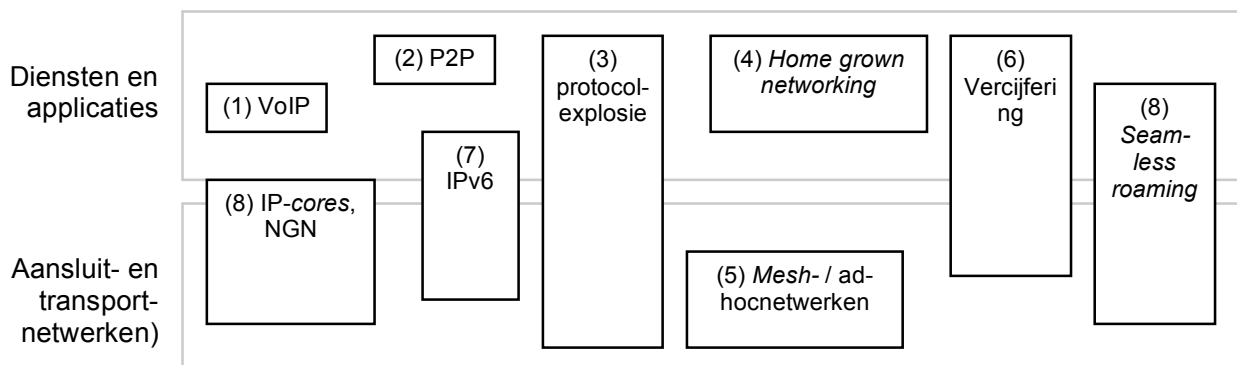 Diensten en
applicaties
(1) VoIP
(2) P2P
(3)
protocol-
explosie
(4) Home grown
networking
(6)
Vercijferi
ng
(8)
Seam-
less
roaming
(7)
IPv6
(8) IP-cores,
NGN
Aansluit- en
transport-
netwerken)
(5) Mesh- / ad-
hocnetwerken